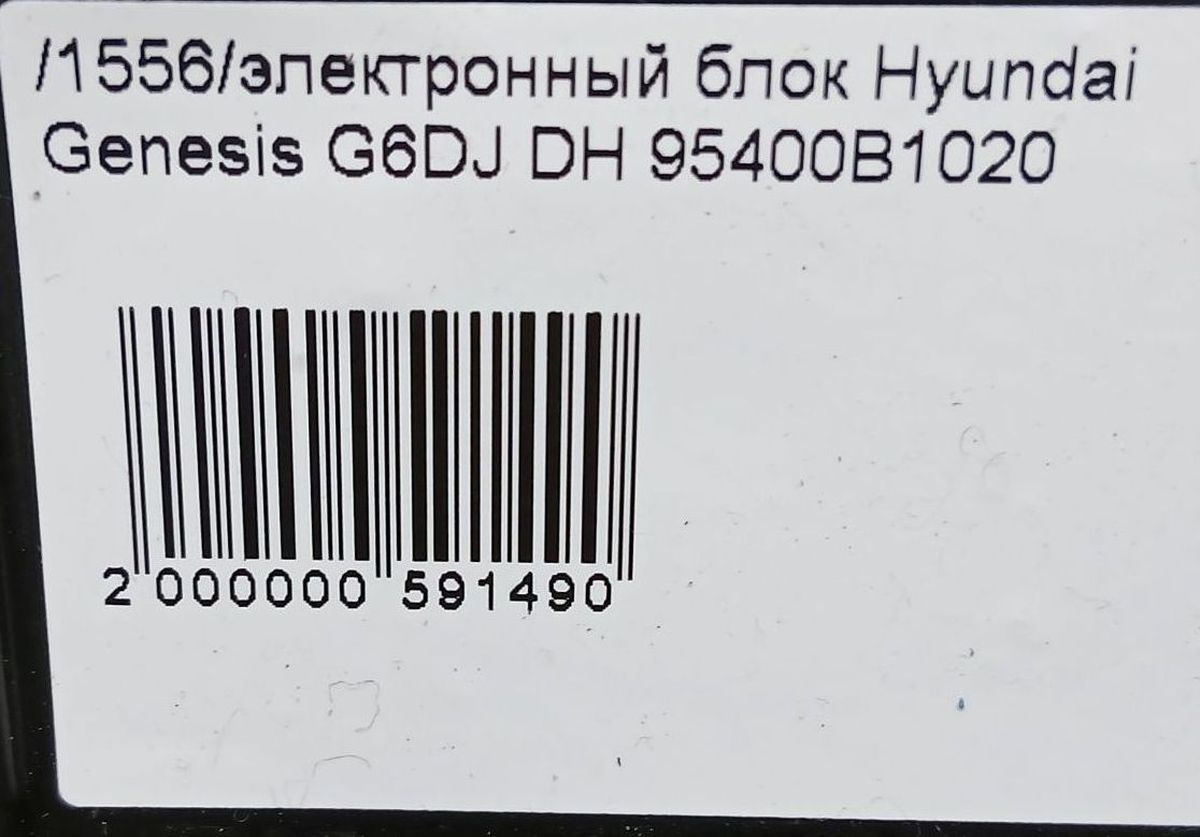 /1556/электронный блок Hyundai
Genesis G6DJ DH 95400B1020
2 000000 591490